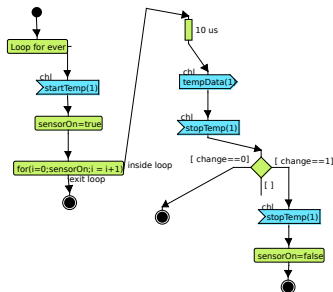 Loop for ever
chl
startTemp(1)
sensorOn=true
for(i=0;sensorOn;i = i+1)
inside loop
exit loop
10 us
chl
tempData(1)
chl
stopTemp(1)
[ change==0]
[ change==1]
[ ]
chl
stopTemp(1)
sensorOn=false